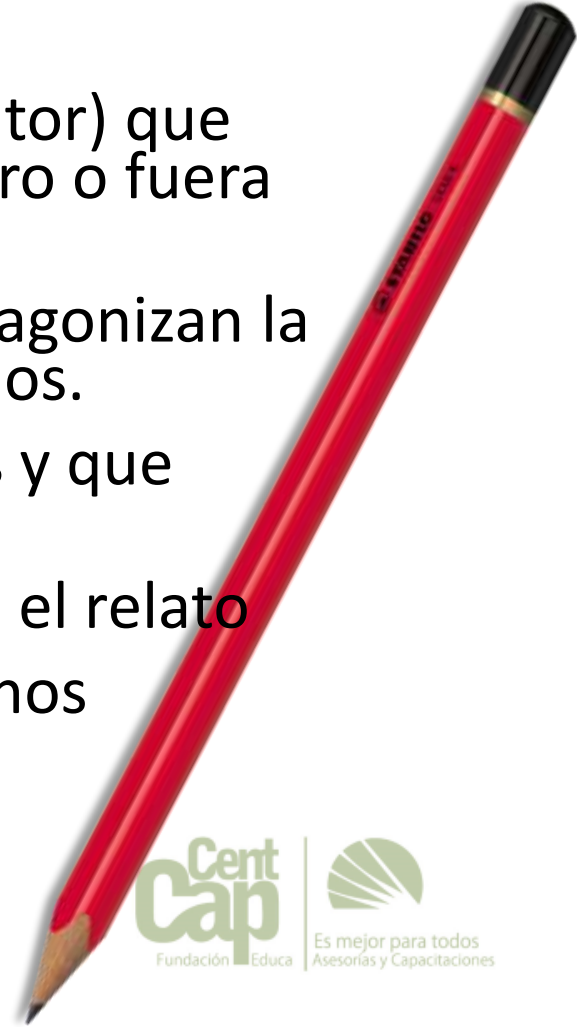 tor) que
ro o fuera
agonizan la
os.
s y que
el relato
nos
STABILO
Cent
Cap
Fundación Educa
Es mejor para todos
Asesorías y Capacitaciones